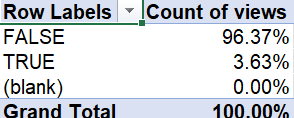 Row Labels Count of views
FALSE 96.37%
TRUE 3.63%
(blank) 0.00%
Grand Total 100.00%